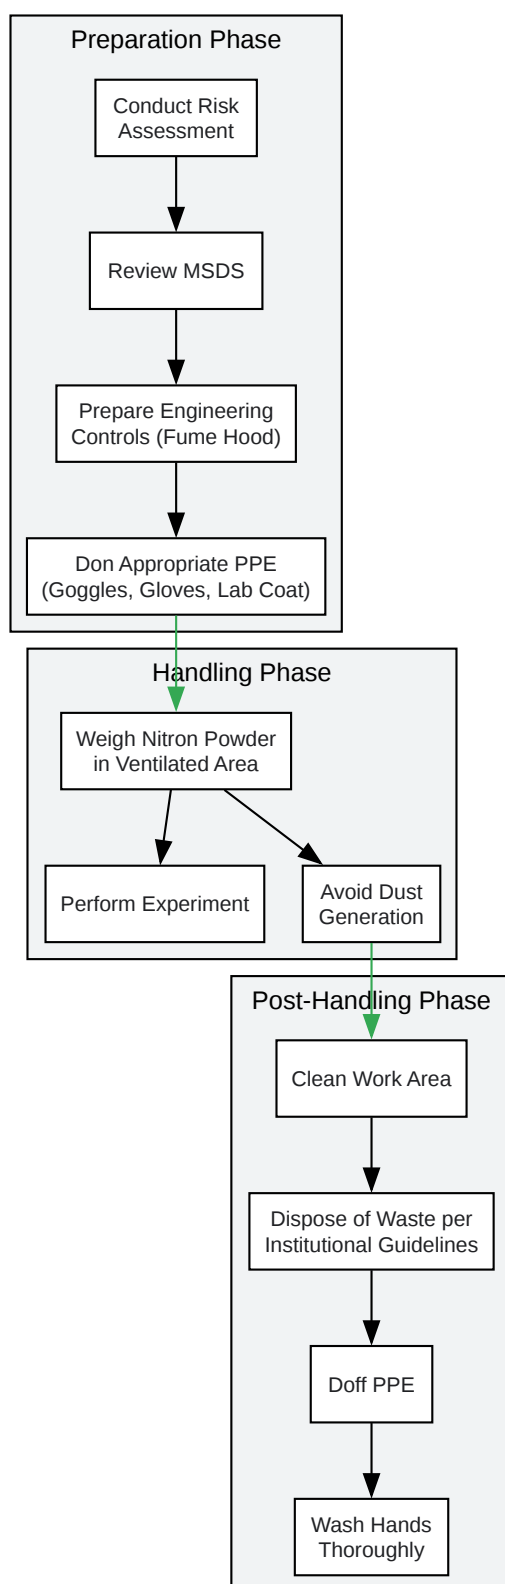 Preparation Phase
Conduct Risk
Assessment
Review MSDS
Prepare Engineering
Controls (Fume Hood)
Don Appropriate PPE
(Goggles, Gloves, Lab Coat)
Handling Phase
Weigh Nitron Powder
in Ventilated Area
Perform Experiment
Avoid Dust
Generation
Post-Handling Phase
Clean Work Area
Dispose of Waste per
Institutional Guidelines
Doff PPE
Wash Hands
Thoroughly